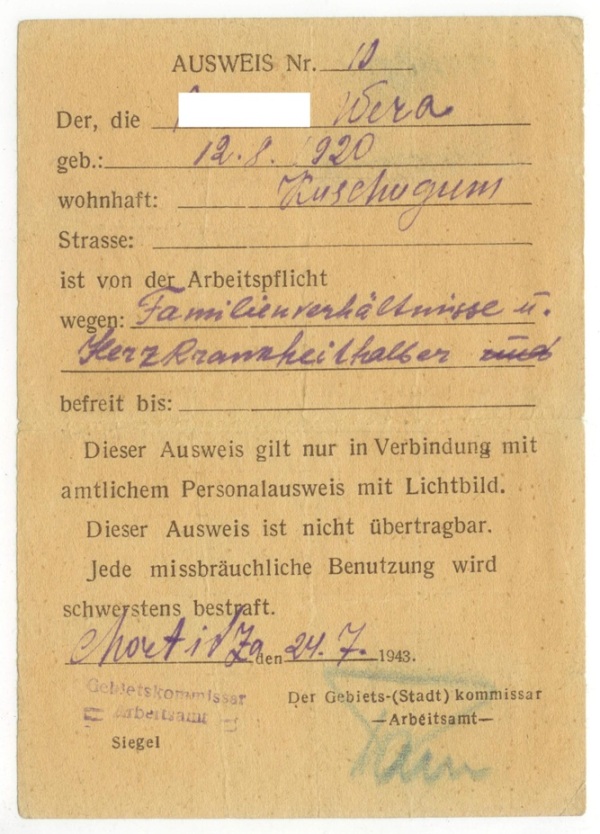 AUSWEIS Nr. 10
Der, die Wera
geb.: 12.8. 1920
wohnhaft: Kuschugum
Strasse:
ist von der Arbeitspflicht
wegen: Familienverhältnisse u.
Herzkrankheithalber und
befreit bis:
Dieser Ausweis gilt nur in Verbindung mit
amtlichem Personalausweis mit Lichtbild.
Dieser Ausweis ist nicht übertragbar.
Jede missbräuchliche Benutzung wird
schwerstens bestraft.
den 24.7. 1943.
Gebietskommissar
Arbeitsamt
Siegel
Der Gebiets-(Stadt) kommissar
—Arbeitsamt—